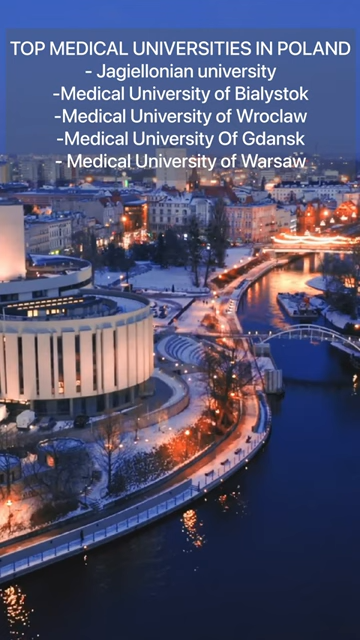 TOP MEDICAL UNIVERSITIES IN POLAND
- Jagiellonian university
-Medical University of Bialystok
-Medical University of Wroclaw
-Medical University Of Gdansk
- Medical University of Warsaw